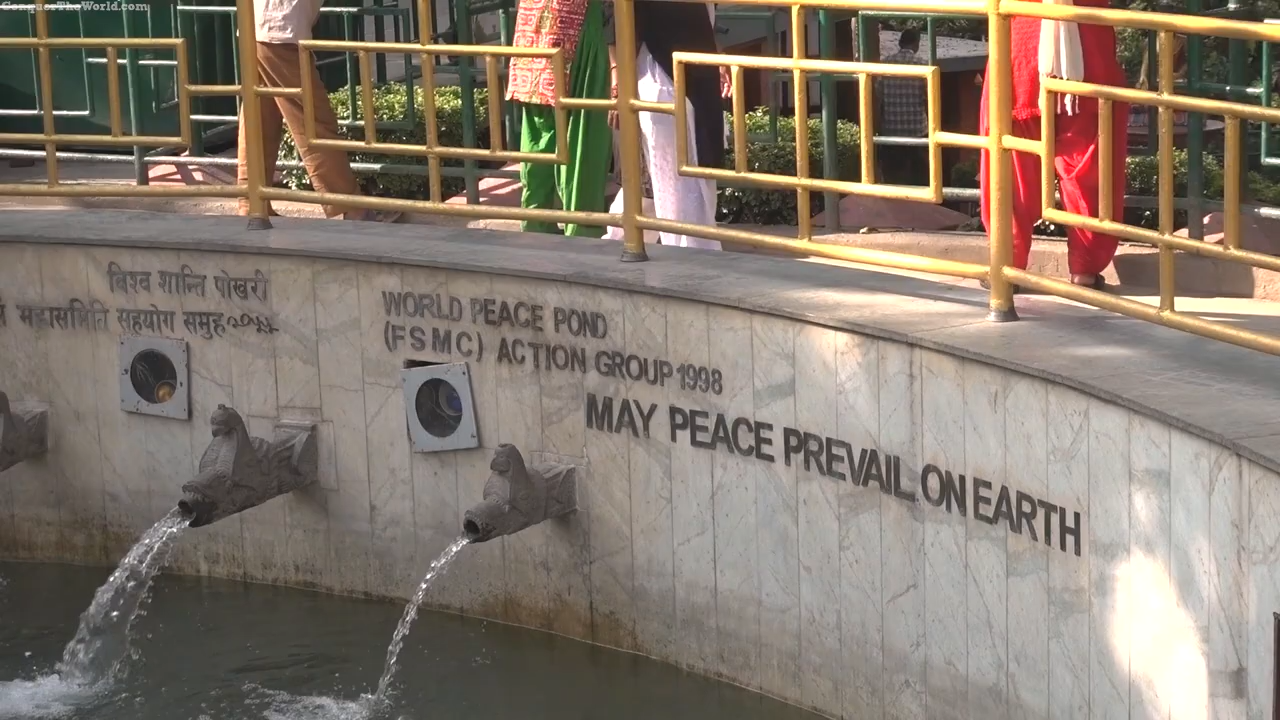 ConquerTheWorld.com
विश्व शान्ति पोखरी
महासमिति सहयोग समुह २०५५
WORLD PEACE POND
(FSMC) ACTION GROUP 1998
MAY PEACE PREVAIL ON EARTH